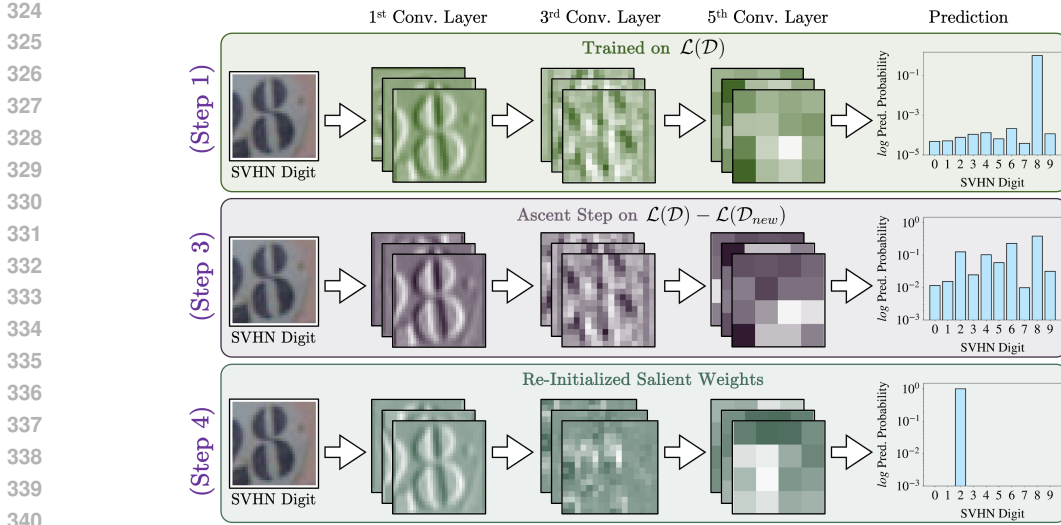 324
325
326
327
328
329
330
331
332
333
334
335
336
337
338
339
340
1st Conv. Layer
3rd Conv. Layer
5th Conv. Layer
Prediction
(Step 1)
Trained on L(D)
SVHN Digit
log Pred. Probability
10⁻¹
10⁻³
10⁻⁵
0 1 2 3 4 5 6 7 8 9
SVHN Digit
(Step 3)
Ascent Step on L(D) − L(Dnew)
SVHN Digit
log Pred. Probability
10⁰
10⁻¹
10⁻²
10⁻³
0 1 2 3 4 5 6 7 8 9
SVHN Digit
(Step 4)
Re-Initialized Salient Weights
SVHN Digit
log Pred. Probability
10⁰
10⁻¹
10⁻²
10⁻³
0 1 2 3 4 5 6 7 8 9
SVHN Digit